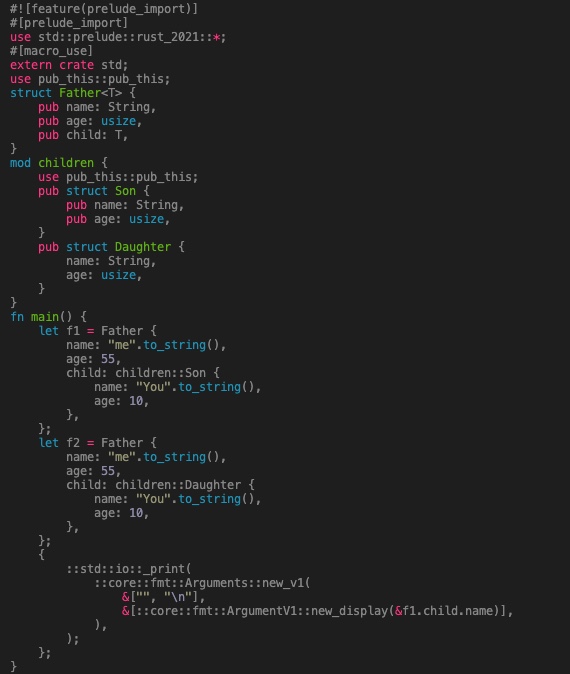 #![feature(prelude_import)]
#[prelude_import]
use std::prelude::rust_2021::*;
#[macro_use]
extern crate std;
use pub_this::pub_this;
struct Father<T> {
    pub name: String,
    pub age: usize,
    pub child: T,
}
mod children {
    use pub_this::pub_this;
    pub struct Son {
        pub name: String,
        pub age: usize,
    }
    pub struct Daughter {
        name: String,
        age: usize,
    }
}
fn main() {
    let f1 = Father {
        name: "me".to_string(),
        age: 55,
        child: children::Son {
            name: "You".to_string(),
            age: 10,
        },
    };
    let f2 = Father {
        name: "me".to_string(),
        age: 55,
        child: children::Daughter {
            name: "You".to_string(),
            age: 10,
        },
    };
    {
        ::std::io::_print(
            ::core::fmt::Arguments::new_v1(
                &["", "\n"],
                &[::core::fmt::ArgumentV1::new_display(&f1.child.name)],
            ),
        );
    };
}